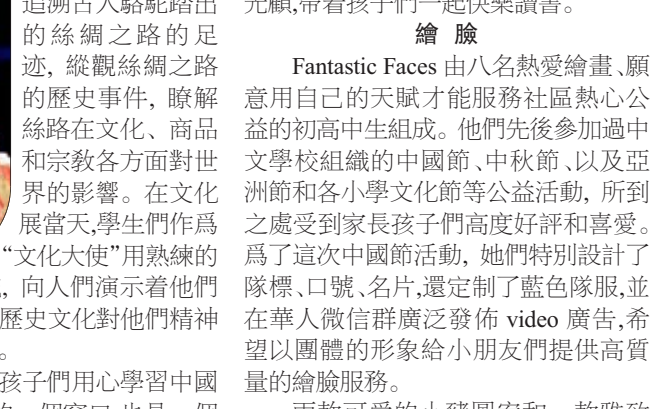 追溯古人駱駝踏出
的絲綢之路的足
迹, 縱觀絲綢之路
的歷史事件, 瞭解
絲路在文化、商品
和宗教各方面對世
界的影響。在文化
展當天,學生們作爲
“文化大使”用熟練的
向人們演示着他們
歷史文化對他們精神
。
孩子們用心學習中國
光顧,帶着孩子們一起快樂讀書。
繪 臉
Fantastic Faces 由八名熱愛繪畫、願
意用自己的天賦才能服務社區熱心公
益的初高中生組成。他們先後參加過中
文學校組織的中國節、中秋節、以及亞
洲節和各小學文化節等公益活動, 所到
之處受到家長孩子們高度好評和喜愛。
爲了這次中國節活動, 她們特別設計了
隊標、口號、名片,還定制了藍色隊服,並
在華人微信群廣泛發佈 video 廣告,希
望以團體的形象給小朋友們提供高質
量的繪臉服務。